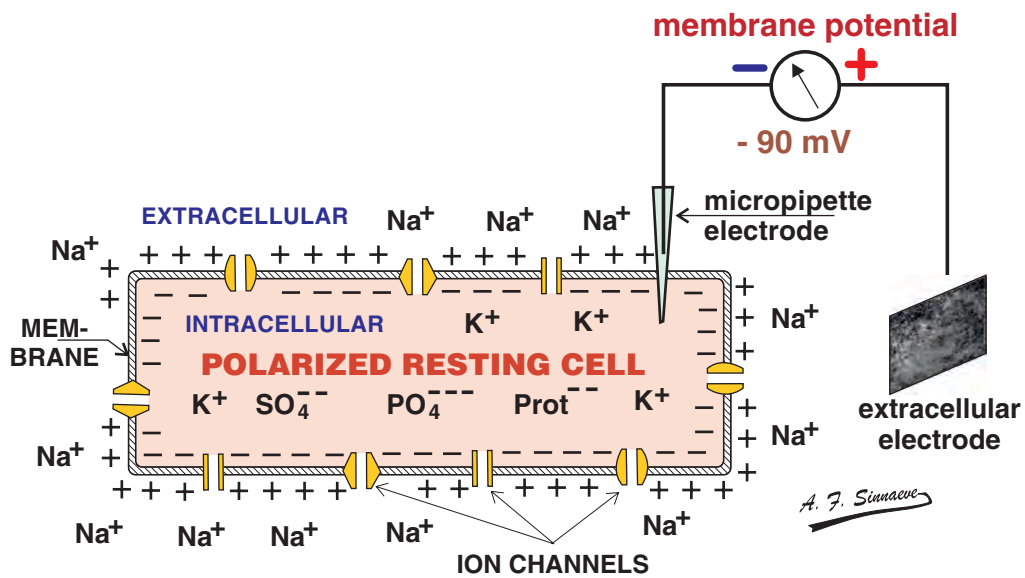 membrane potential
− +
- 90 mV
micropipette
electrode
EXTRACELLULAR
Na+ Na+ Na+ Na+
+ + + + + + + + + + + + + + +
Na+
MEM-
BRANE
INTRACELLULAR
K+ K+
POLARIZED RESTING CELL
K+ SO4-- PO4--- Prot-- K+
Na+
extracellular
electrode
Na+
Na+
Na+ Na+ Na+ Na+ Na+
ION CHANNELS
A. F. Sinnaeve